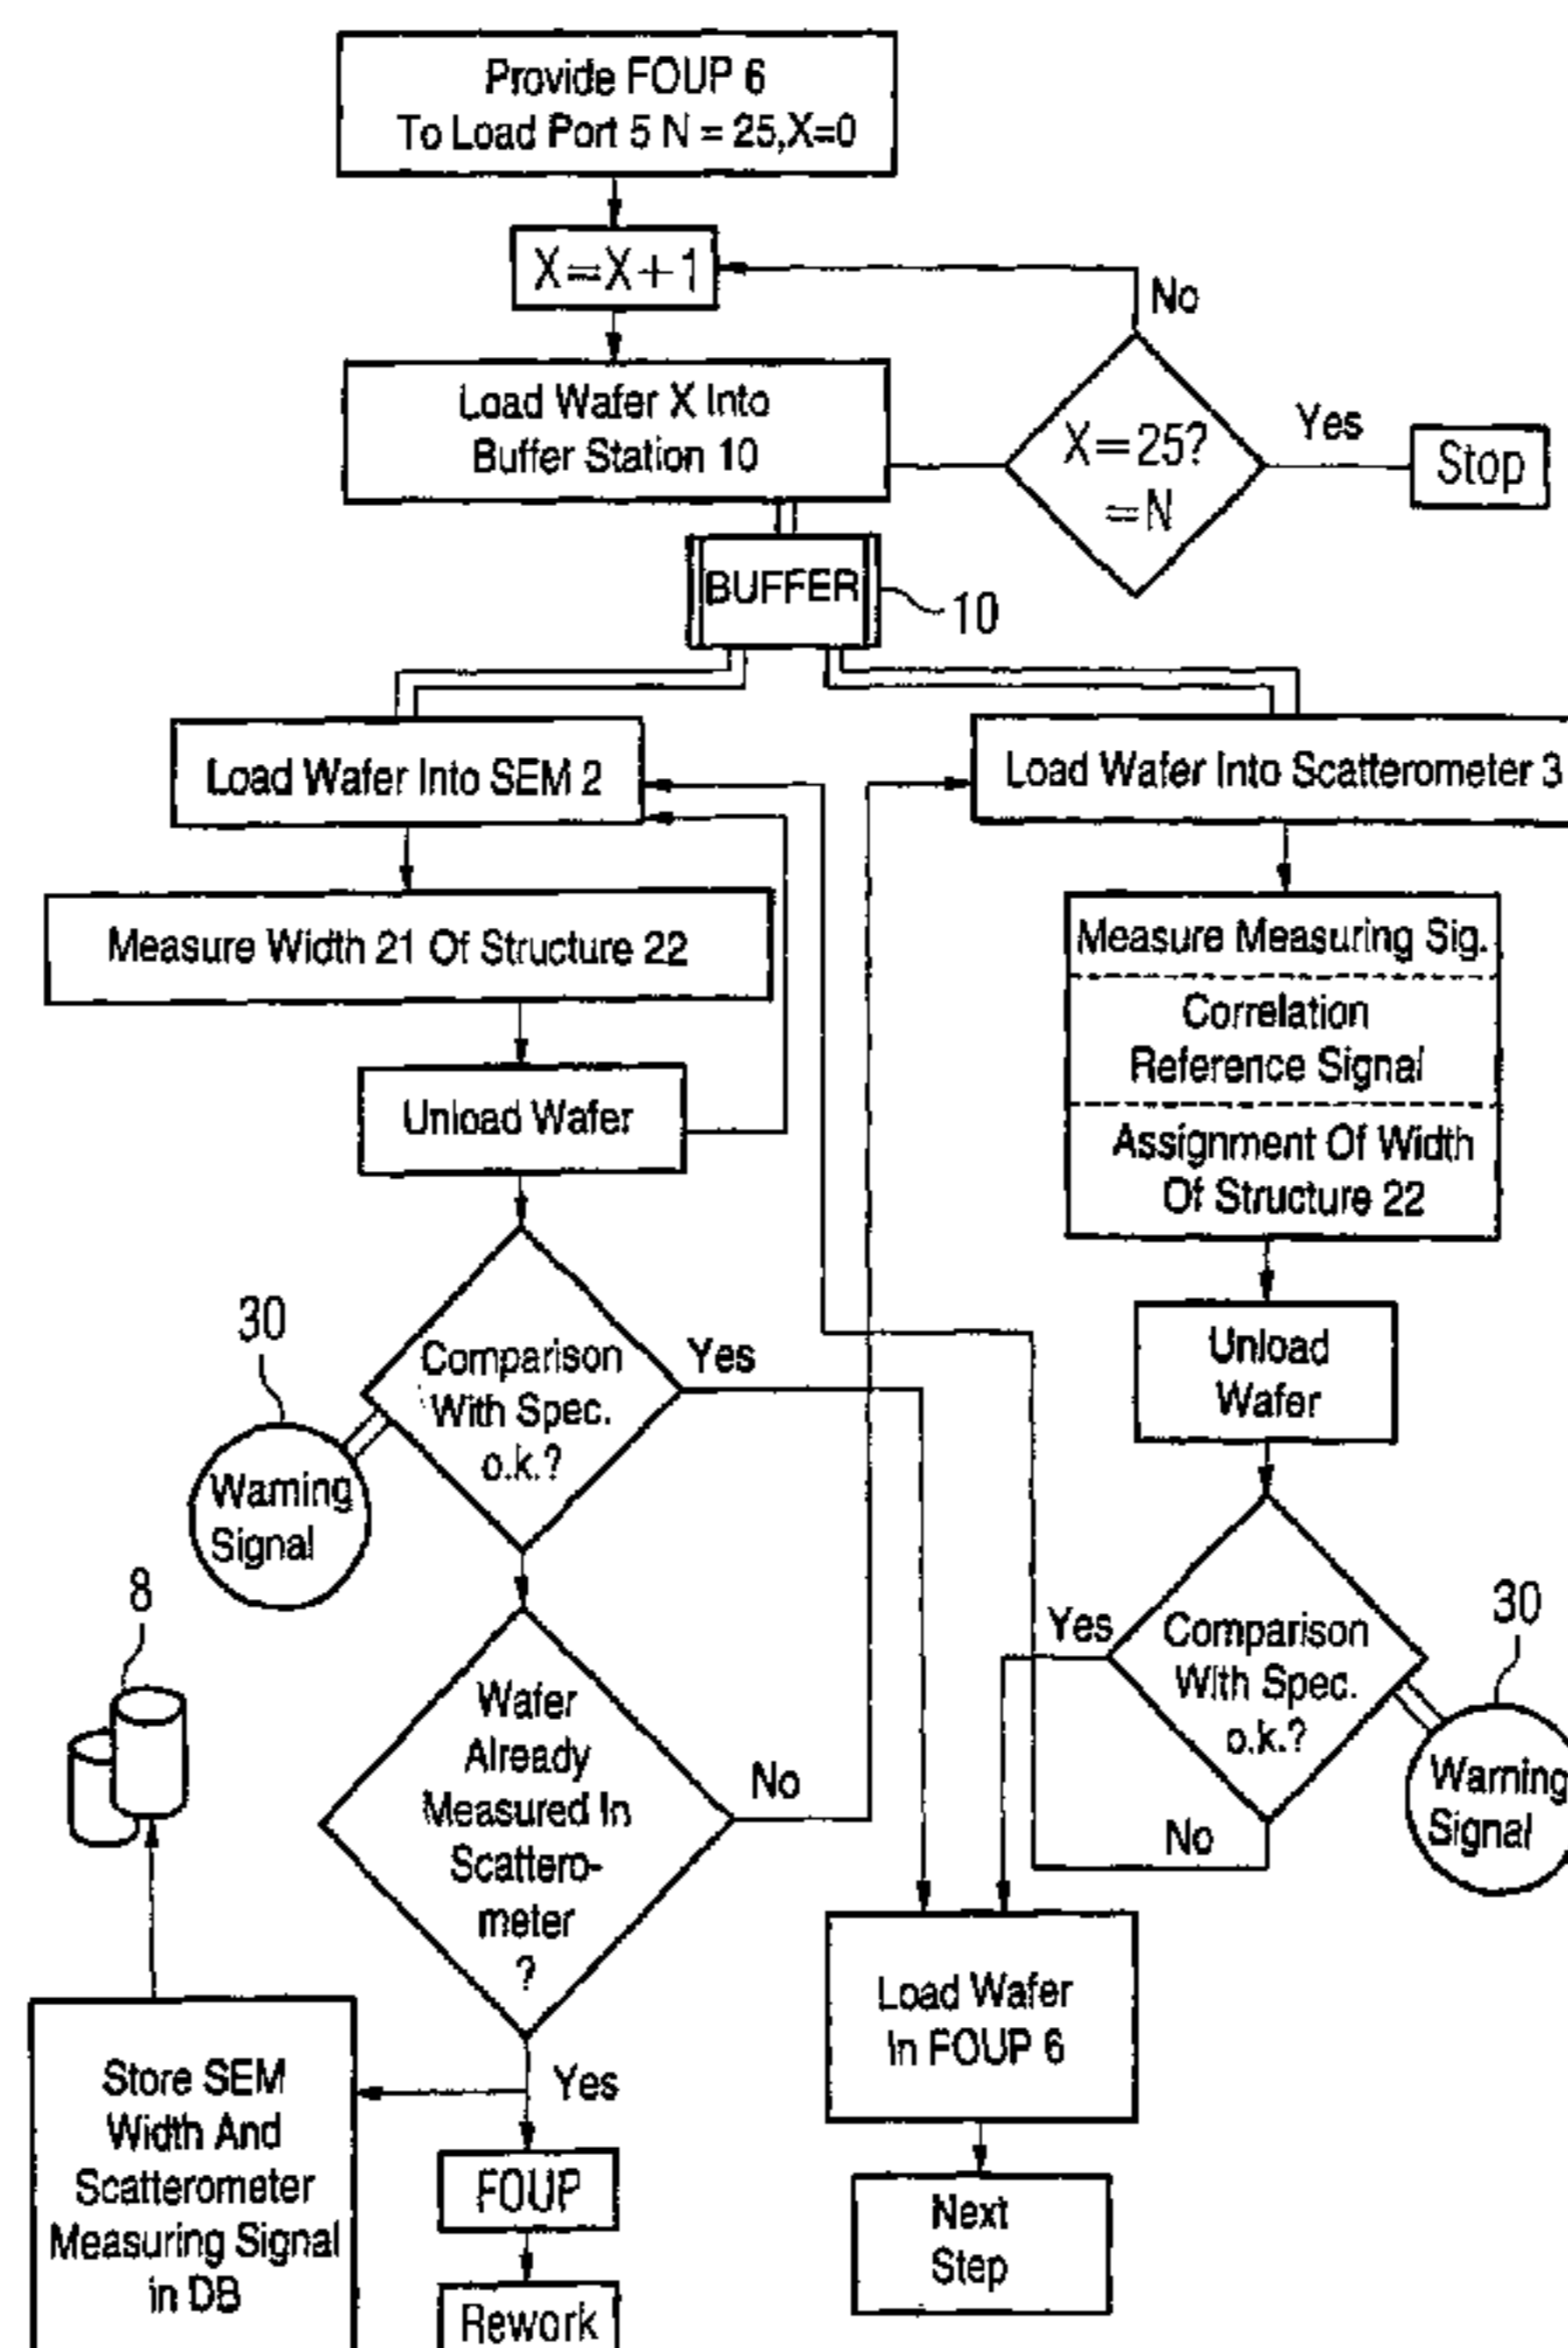 Provide FOUP 6
To Load Port 5 N = 25,X=0
X=X+1
No
Load Wafer X Into
Buffer Station 10
X=25?
=N
Yes
Stop
BUFFER
10
Load Wafer Into SEM 2
Load Wafer Into Scatterometer 3
Measure Width 21 Of Structure 22
Measure Measuring Sig.
Correlation
Reference Signal
Assignment Of Width
Of Structure 22
Unload Wafer
Unload
Wafer
30
Comparison
With Spec.
o.k.?
Yes
Warning
Signal
8
Wafer
Already
Measured In
Scattero-
meter
?
No
Yes
Comparison
With Spec.
o.k.?
30
Warning
Signal
No
Load Wafer
In FOUP 6
Yes
Store SEM
Width And
Scatterometer
Measuring Signal
in DB
FOUP
Rework
Next
Step